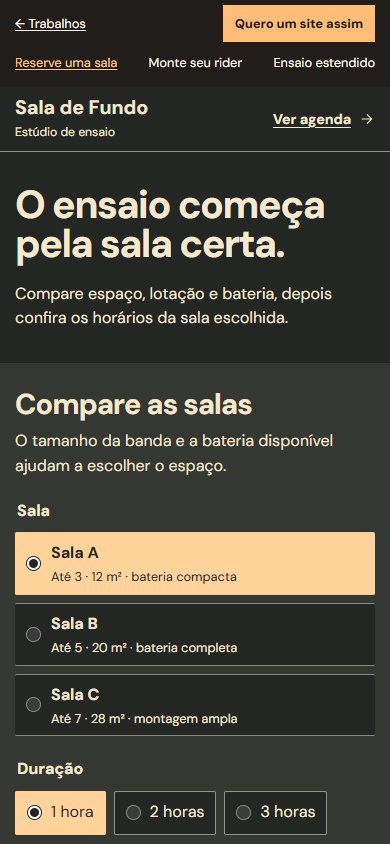 ← Trabalhos
Quero um site assim
Reserve uma sala
Monte seu rider
Ensaio estendido
Sala de Fundo
Estúdio de ensaio
Ver agenda →
O ensaio começa
pela sala certa.
Compare espaço, lotação e bateria, depois
confira os horários da sala escolhida.
Compare as salas
O tamanho da banda e a bateria disponível
ajudam a escolher o espaço.
Sala
Sala A
Até 3 · 12 m² · bateria compacta
Sala B
Até 5 · 20 m² · bateria completa
Sala C
Até 7 · 28 m² · montagem ampla
Duração
1 hora
2 horas
3 horas